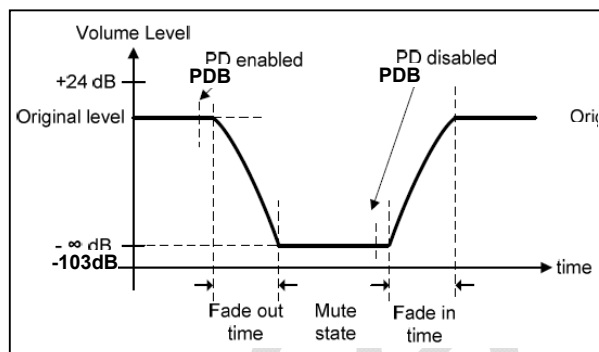 Volume Level
PD enabled
PDB
PD disabled
PDB
+24 dB
Original level
Orig
- ∞ dB
-103dB
time
Fade out
time
Mute
state
Fade in
time